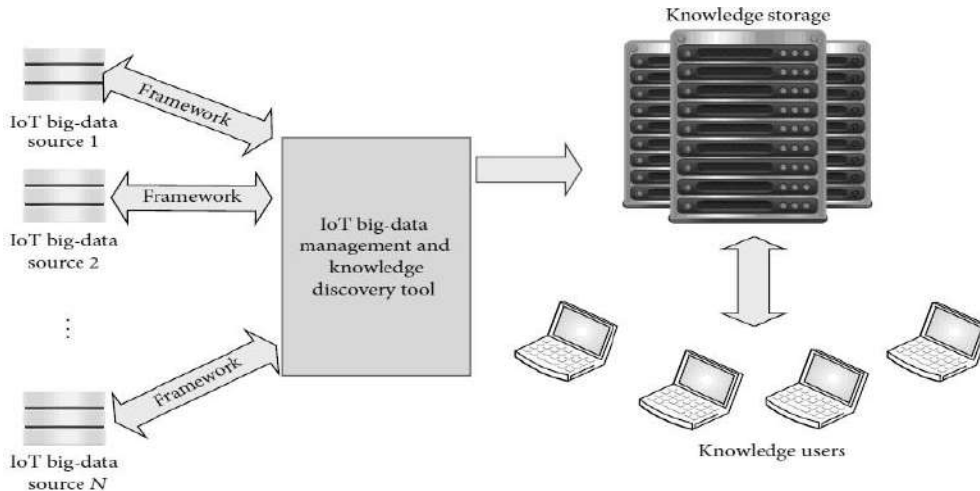 Knowledge storage
Framework
IoT big-data
source 1
Framework
IoT big-data
source 2
IoT big-data
management and
knowledge
discovery tool
⋮
Framework
IoT big-data
source N
Knowledge users